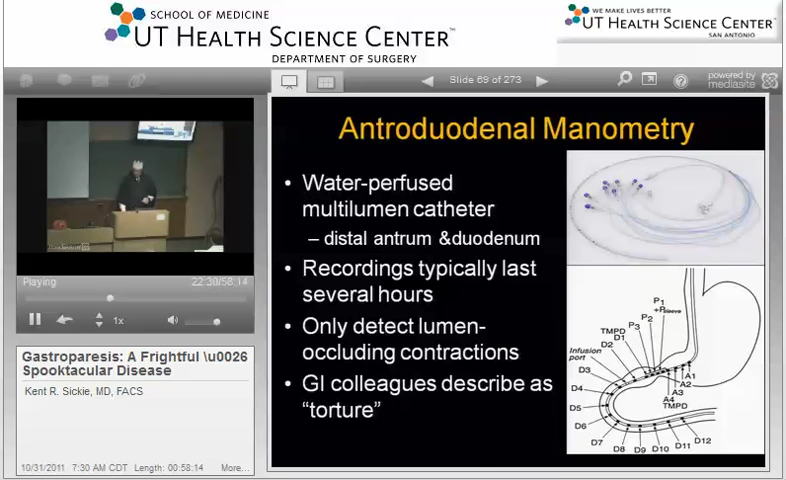 SCHOOL OF MEDICINE
UT HEALTH SCIENCE CENTER™
DEPARTMENT OF SURGERY
WE MAKE LIVES BETTER
UT HEALTH SCIENCE CENTER
SAN ANTONIO
Slide 69 of 273
powered by
mediasite
Antroduodenal Manometry
• Water-perfused
multilumen catheter
– distal antrum &duodenum
• Recordings typically last
several hours
• Only detect lumen-
occluding contractions
• GI colleagues describe as
“torture”
P1
+Psleeve
P2
P3
TMPD
D1
D2
Infusion
port
D3
D4
D5
D6
D7
D8
D9
D10
D11
D12
A1
A2
A3
A4
TMPD
Playing
22:30/58:14
1x
Gastroparesis: A Frightful \u0026
Spooktacular Disease
Kent R. Sickie, MD, FACS
10/31/2011 7:30 AM CDT Length: 00:58:14 More...